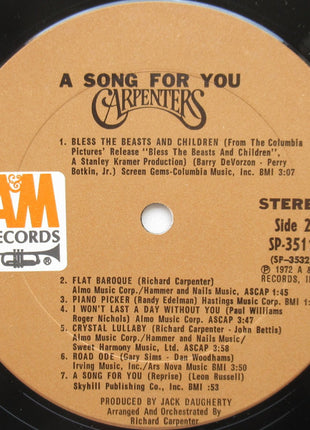 A SONG FOR YOU
CARPENTERS
1. BLESS THE BEASTS AND CHILDREN (From The Columbia
Pictures' Release "Bless The Beasts And Children",
A Stanley Kramer Production) (Barry DeVorzon - Perry
Botkin, Jr.) Screen Gems-Columbia Music, Inc. BMI 3:07
AM
RECORDS
STEREO
Side 2
SP-351
(SP-3532
℗ 1972 A &
RECORDS, IN
2. FLAT BAROQUE (Richard Carpenter)
Almo Music Corp./Hammer and Nails Music, ASCAP 1:45
3. PIANO PICKER (Randy Edelman) Hastings Music Corp. BMI 1:
4. I WON'T LAST A DAY WITHOUT YOU (Paul Williams
Roger Nichols) Almo Music Corp. ASCAP 3:47
5. CRYSTAL LULLABY (Richard Carpenter - John Bettis)
Almo Music Corp./Hammer and Nails Music/
Sweet Harmony Music, Ltd. ASCAP 3:58
6. ROAD ODE (Gary Sims - Dan Woodhams)
Irving Music, Inc/Ars Nova Music BMI 3:50
7. A SONG FOR YOU (Reprise) (Leon Russell)
Skyhill Publishing Co., Inc. BMI :53
PRODUCED BY JACK DAUGHERTY
Arranged And Orchestrated By
Richard Carpenter